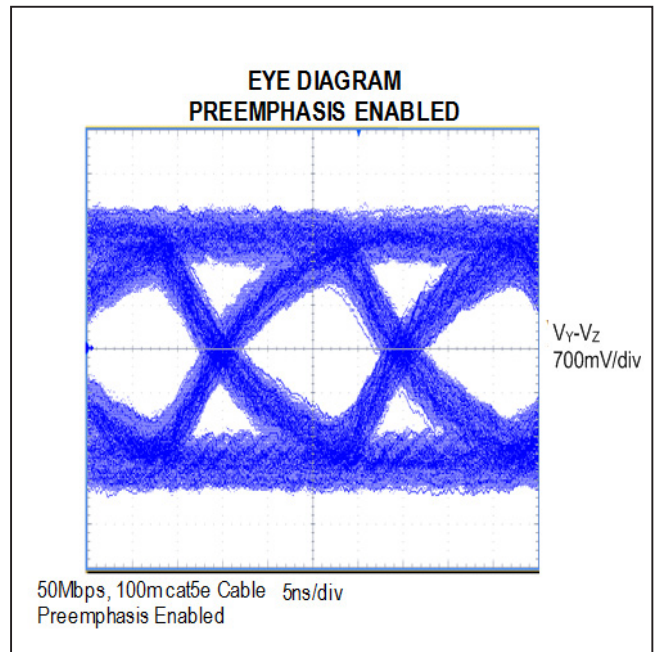 EYE DIAGRAM
PREEMPHASIS ENABLED
VY-VZ
700mV/div
50Mbps, 100m cat5e Cable 5ns/div
Preemphasis Enabled